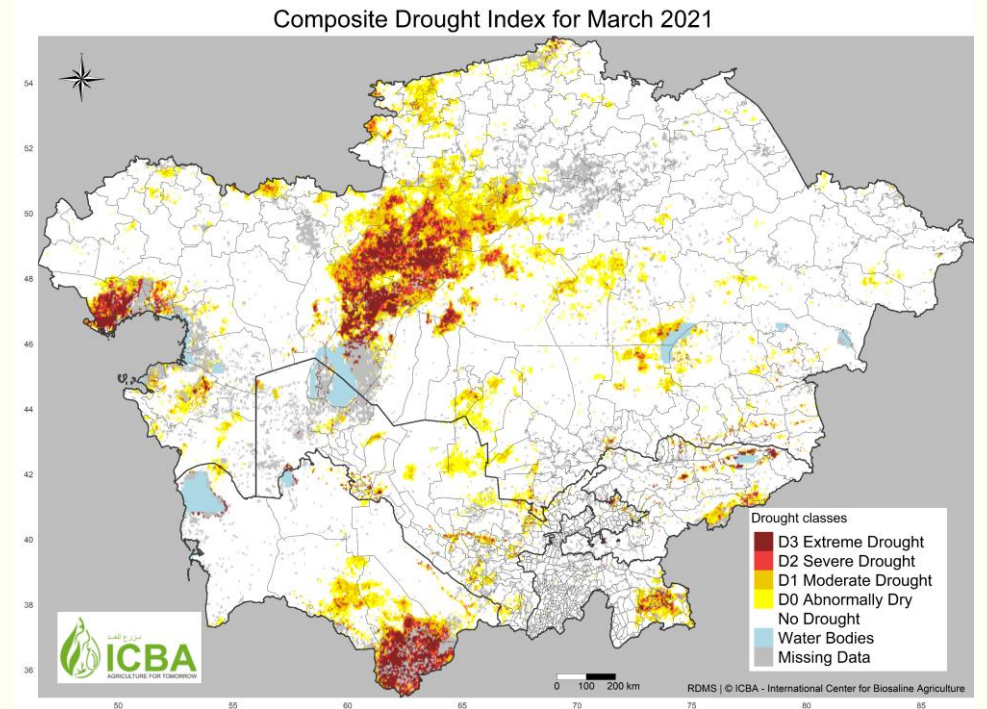 Composite Drought Index for March 2021
54
52
50
48
46
44
42
40
38
36
Drought classes
D3 Extreme Drought
D2 Severe Drought
D1 Moderate Drought
D0 Abnormally Dry
No Drought
Water Bodies
Missing Data
نزرع للغد
ICBA
AGRICULTURE FOR TOMORROW
0 100 200 km
RDMS | © ICBA - International Center for Biosaline Agriculture
50 55 60 65 70 75 80 85